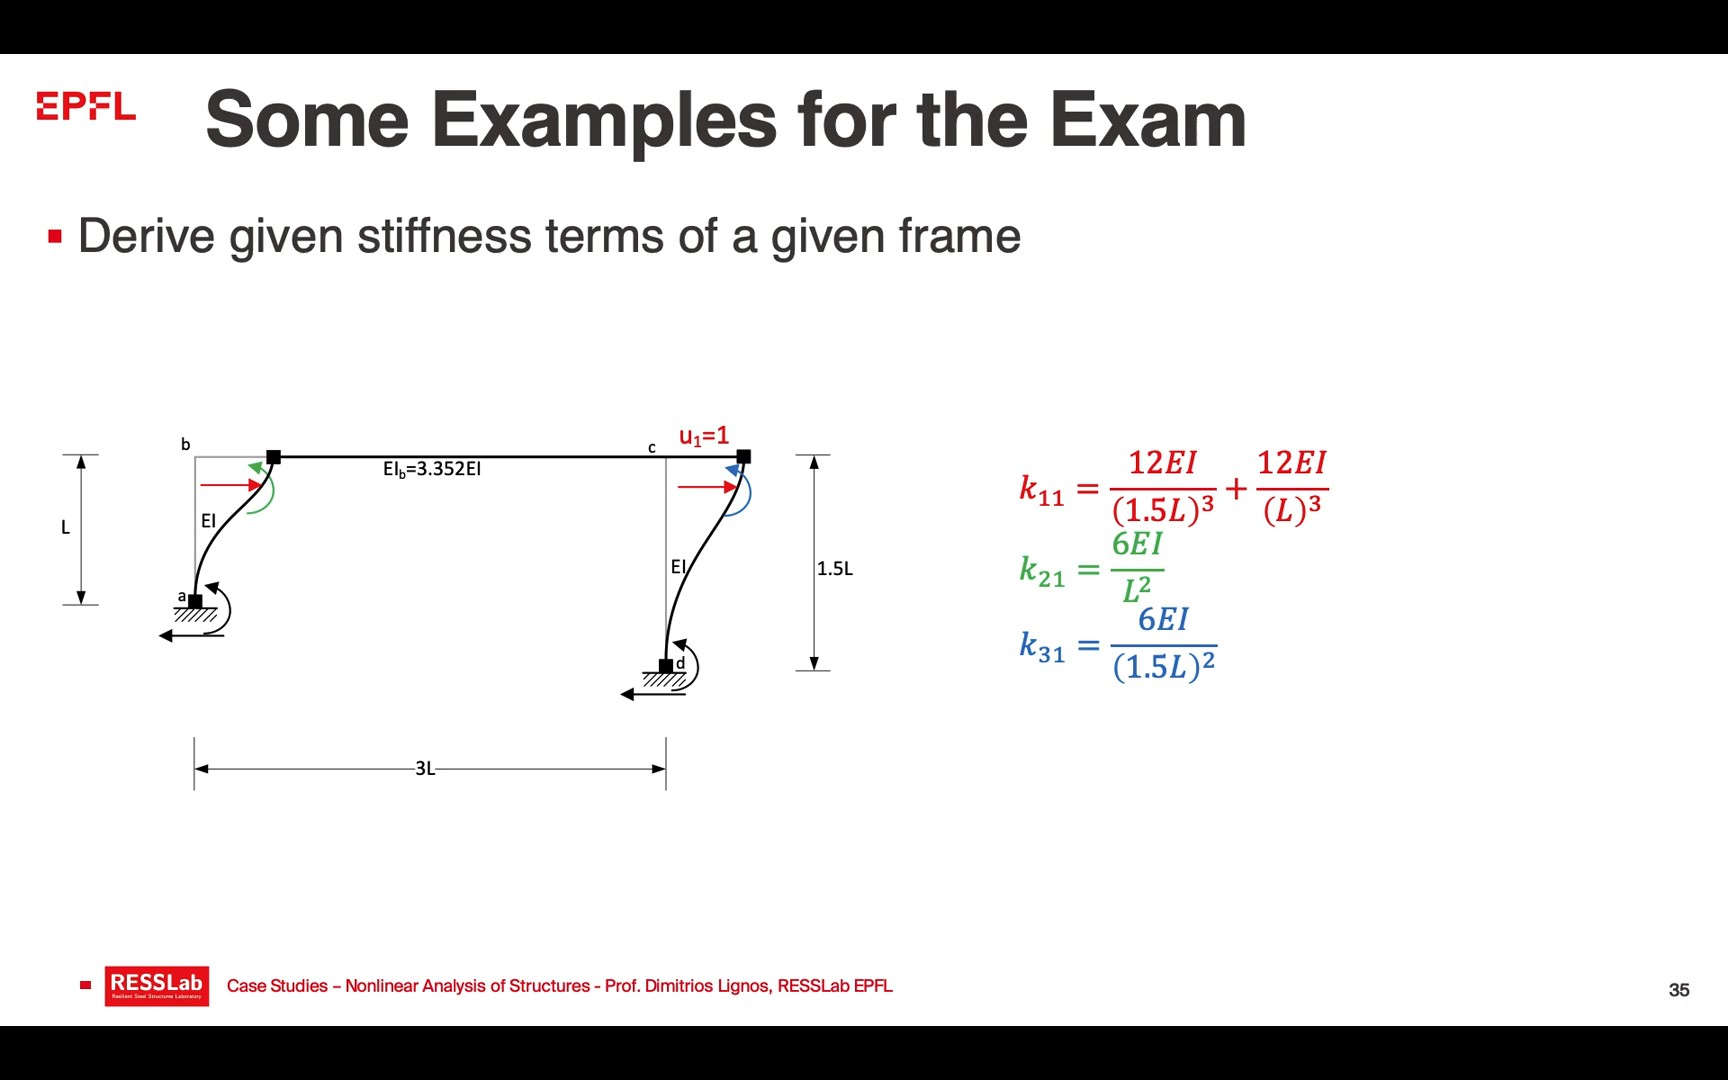 EPFL
Some Examples for the Exam
▪ Derive given stiffness terms of a given frame
b
c
u₁=1
EI_b=3.352EI
L
EI
a
EI
d
1.5L
3L
k₁₁ = 12EI/(1.5L)³ + 12EI/(L)³
k₂₁ = 6EI/L²
k₃₁ = 6EI/(1.5L)²
RESSLab
Resilient Steel Structures Laboratory
Case Studies – Nonlinear Analysis of Structures - Prof. Dimitrios Lignos, RESSLab EPFL
35